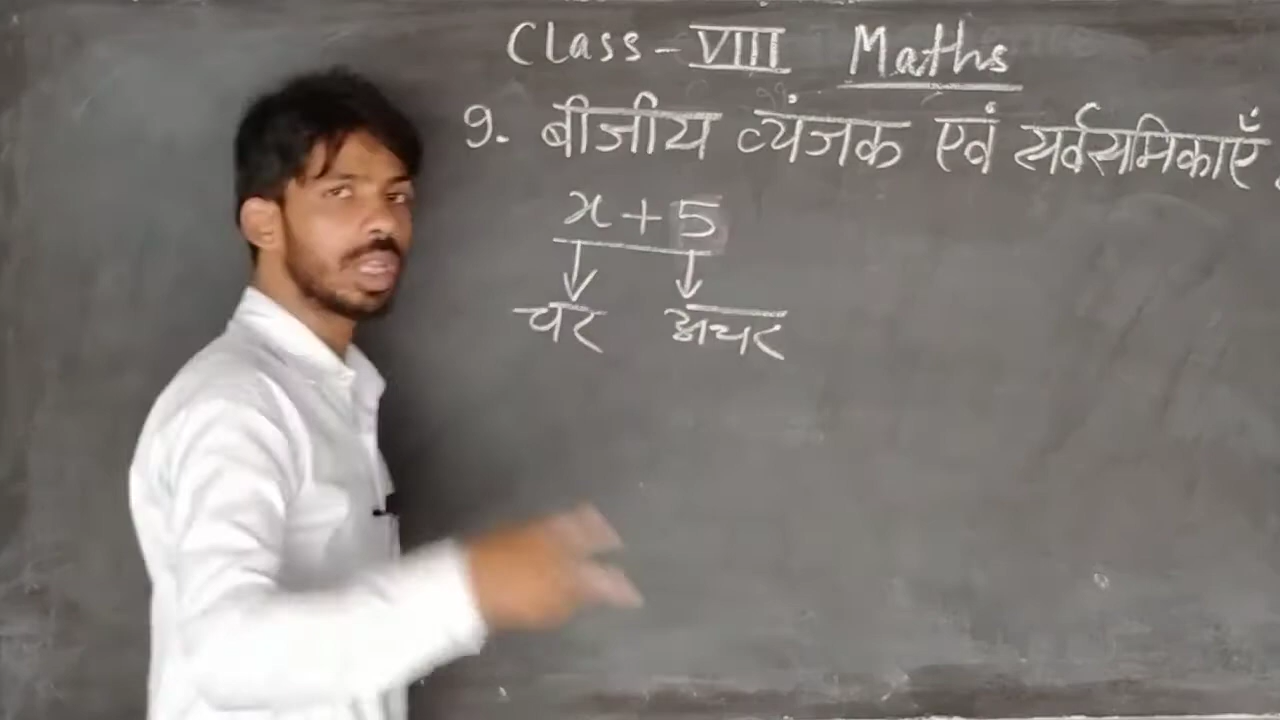 Class - VIII Maths
9. बीजीय व्यंजक एवं सर्वसमिकाएँ
x + 5
चर अचर